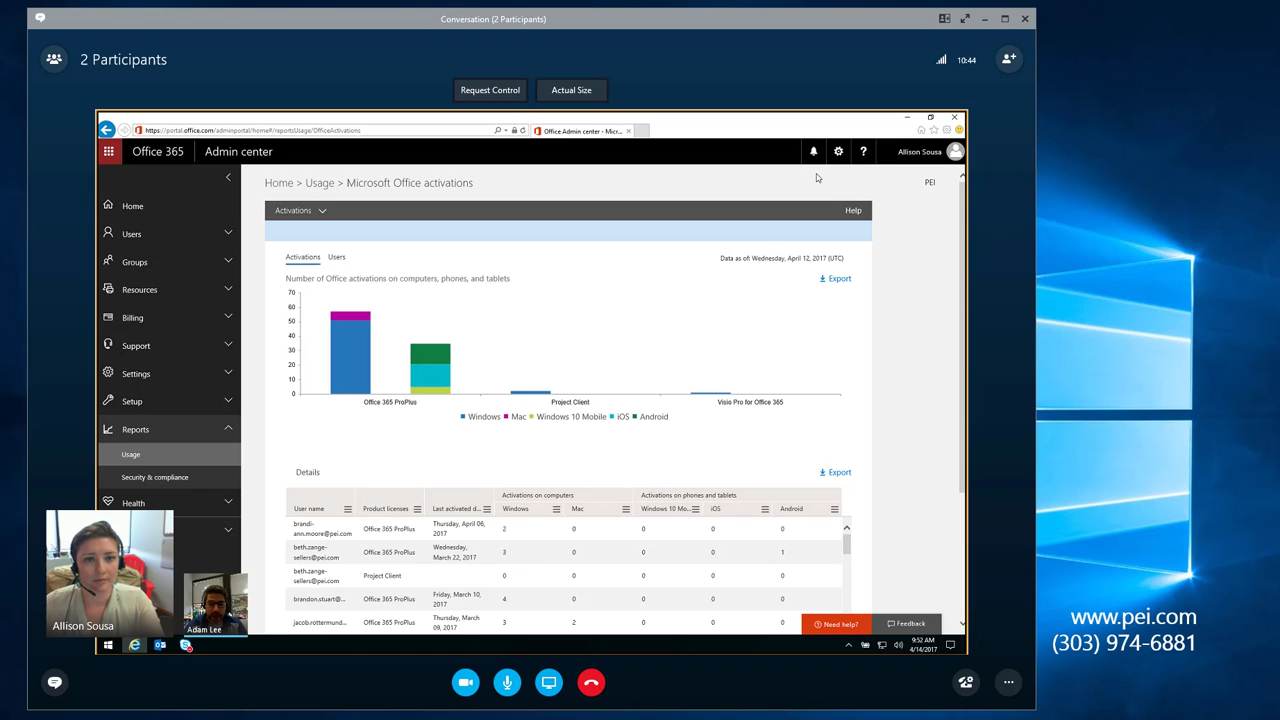 Conversation (2 Participants)
2 Participants
10:44
Request Control
Actual Size
https://portal.office.com/adminportal/home#/reportsUsage/OfficeActivations
Office Admin center - Micr...
Office 365
Admin center
Allison Sousa
Home
Users
Groups
Resources
Billing
Support
Settings
Setup
Reports
Usage
Security & compliance
Health
Home > Usage > Microsoft Office activations
PEI
Activations
Help
Activations
Users
Data as of: Wednesday, April 12, 2017 (UTC)
Number of Office activations on computers, phones, and tablets
Export
70
60
50
40
30
20
10
0
Office 365 ProPlus
Project Client
Visio Pro for Office 365
Windows Mac Windows 10 Mobile iOS Android
Details
Export
Activations on computers
Activations on phones and tablets
User name
Product licenses
Last activated d...
Windows
Mac
Windows 10 Mo...
iOS
Android
brandi-
ann.moore@pei.com
Office 365 ProPlus
Thursday, April 06,
2017
2 0 0 0 0
beth.zange-
sellers@pei.com
Office 365 ProPlus
Wednesday,
March 22, 2017
3 0 0 0 1
beth.zange-
sellers@pei.com
Project Client
0 0 0 0 0
brandon.stuart@...
Office 365 ProPlus
Friday, March 10,
2017
4 0 0 0 0
jacob.rottermund...
Office 365 ProPlus
Thursday, March
09, 2017
3 2 0 0 0
Need help?
Feedback
9:52 AM
4/14/2017
Allison Sousa
Adam Lee
www.pei.com
(303) 974-6881